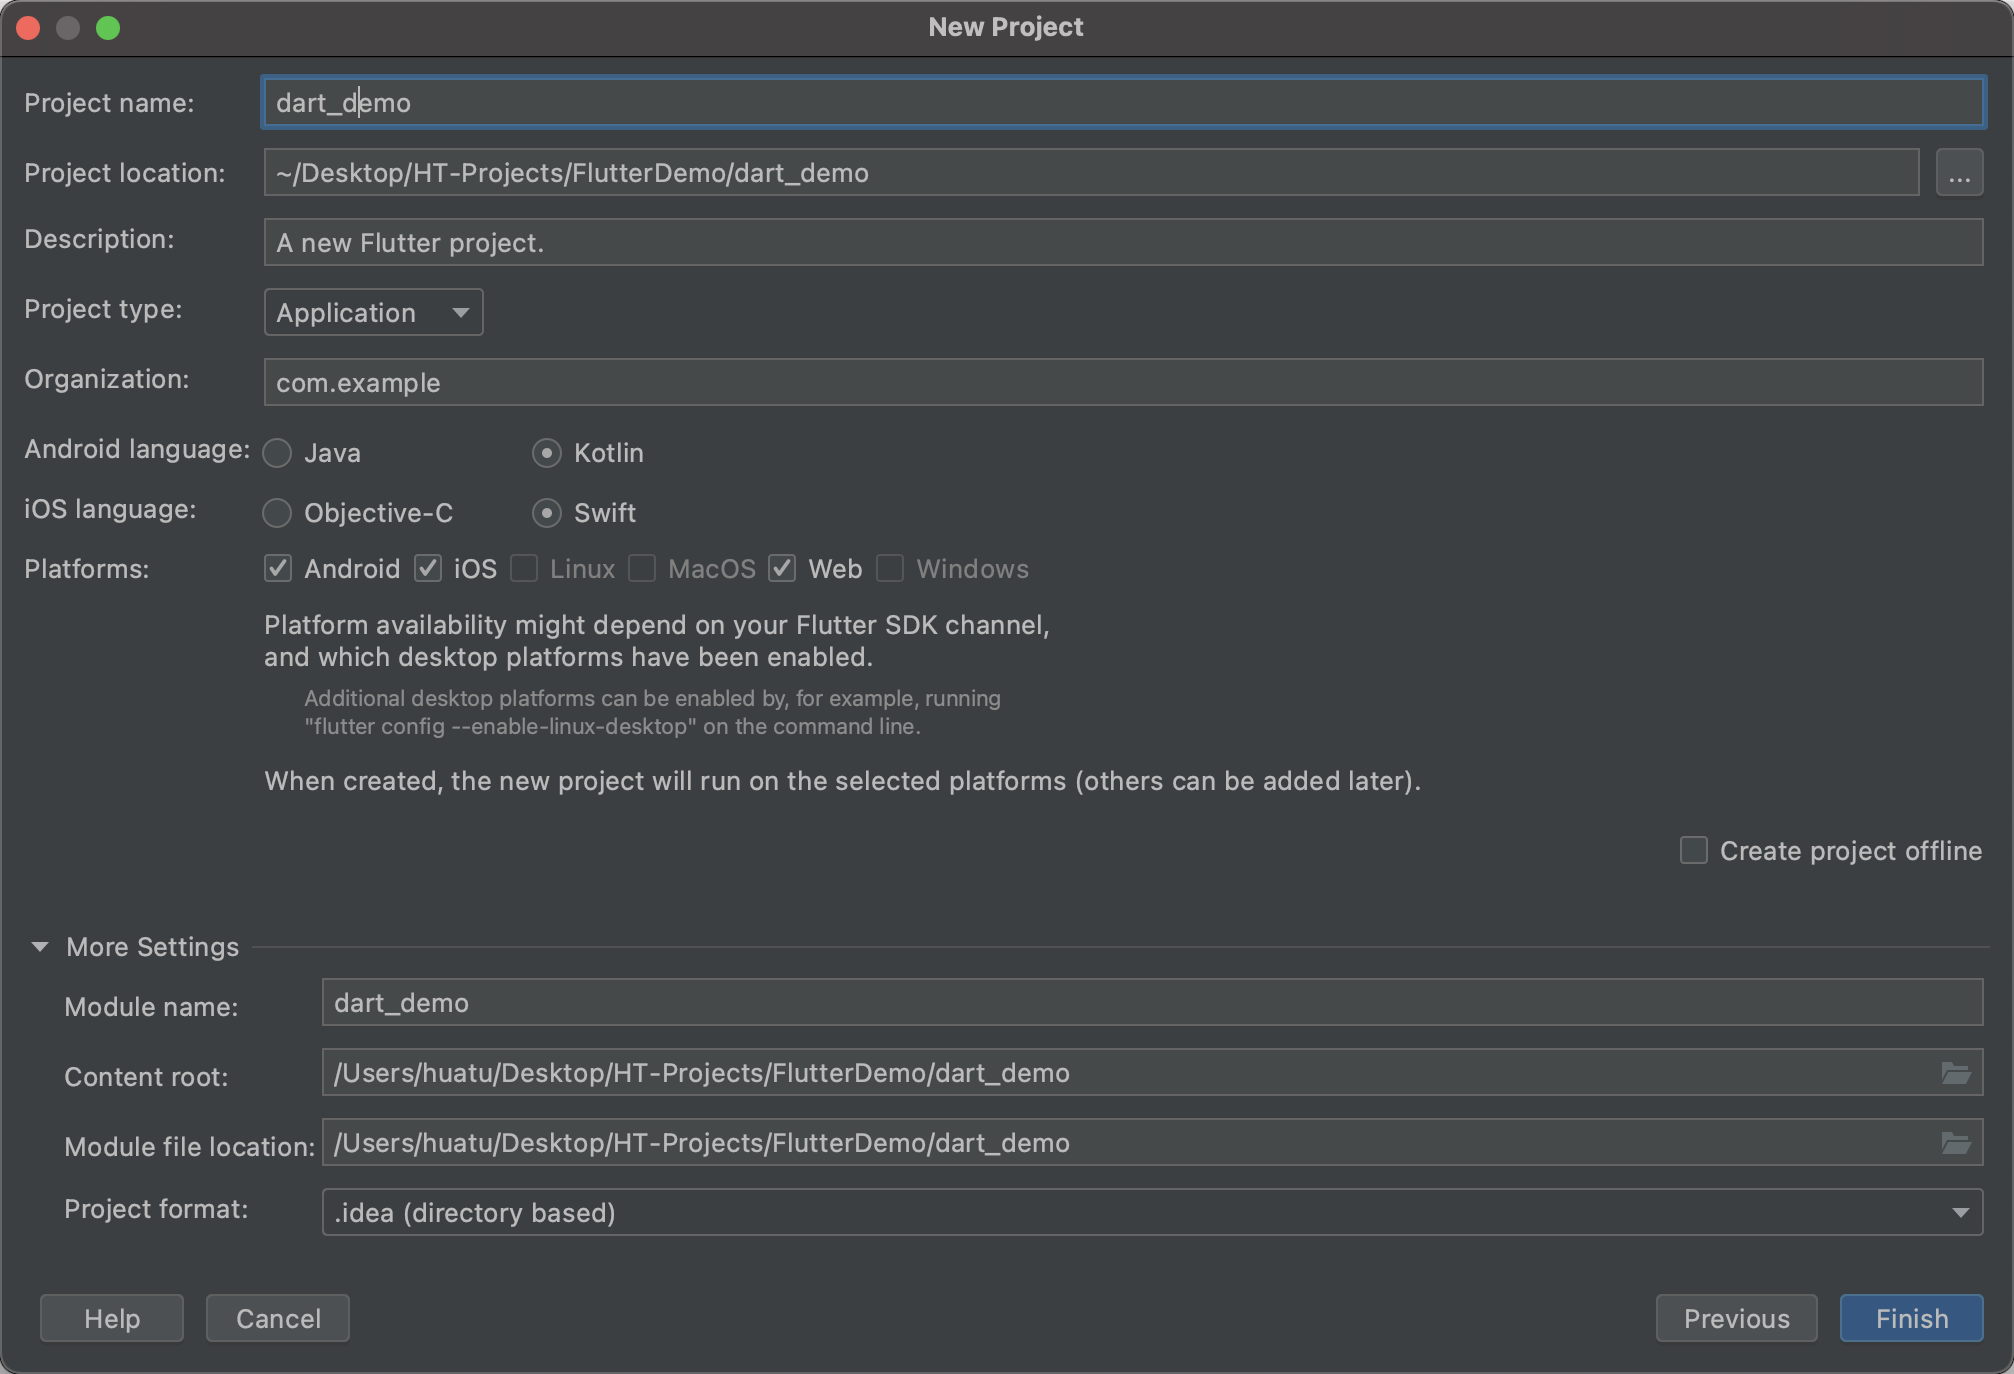 New Project
Project name: dart_demo
Project location: ~/Desktop/HT-Projects/FlutterDemo/dart_demo ...
Description: A new Flutter project.
Project type: Application
Organization: com.example
Android language: Java Kotlin
iOS language: Objective-C Swift
Platforms: Android iOS Linux MacOS Web Windows
Platform availability might depend on your Flutter SDK channel,
and which desktop platforms have been enabled.
Additional desktop platforms can be enabled by, for example, running
"flutter config --enable-linux-desktop" on the command line.
When created, the new project will run on the selected platforms (others can be added later).
Create project offline
More Settings
Module name: dart_demo
Content root: /Users/huatu/Desktop/HT-Projects/FlutterDemo/dart_demo
Module file location: /Users/huatu/Desktop/HT-Projects/FlutterDemo/dart_demo
Project format: .idea (directory based)
Help Cancel Previous Finish